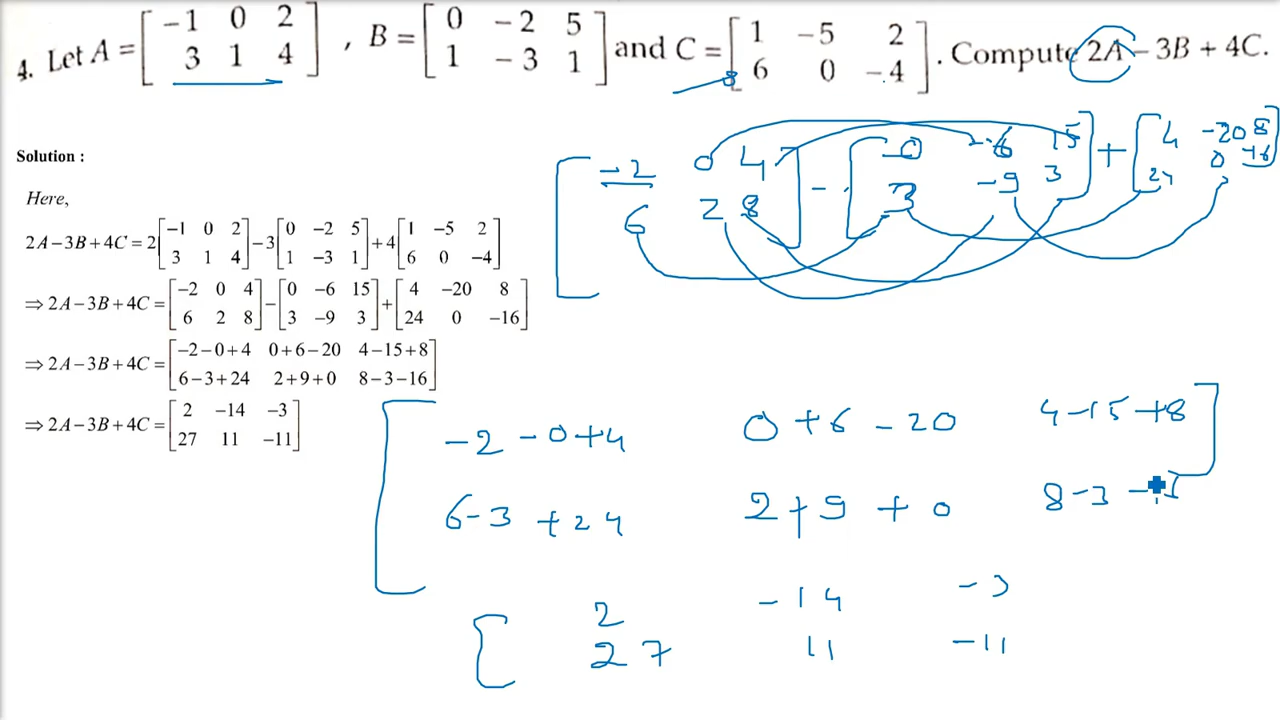 4. Let A = [ −1 0 2 ; 3 1 4 ] , B = [ 0 −2 5 ; 1 −3 1 ] and C = [ 1 −5 2 ; 6 0 −4 ] . Compute 2A − 3B + 4C.
8
[ −2 0 4 ; 6 2 8 ] − [ 0 −6 15 ; 3 −9 3 ] + [ 4 −20 8 ; 24 0 −16 ]
Solution :
Here,
2A−3B+4C = 2[ −1 0 2 ; 3 1 4 ] − 3[ 0 −2 5 ; 1 −3 1 ] + 4[ 1 −5 2 ; 6 0 −4 ]
⇒ 2A−3B+4C = [ −2 0 4 ; 6 2 8 ] − [ 0 −6 15 ; 3 −9 3 ] + [ 4 −20 8 ; 24 0 −16 ]
⇒ 2A−3B+4C = [ −2−0+4 0+6−20 4−15+8 ; 6−3+24 2+9+0 8−3−16 ]
⇒ 2A−3B+4C = [ 2 −14 −3 ; 27 11 −11 ]
−2 −0+4 0+6−20 4−15+8
6−3+24 2+9+0 8−3−
2 −14 −3
27 11 −11